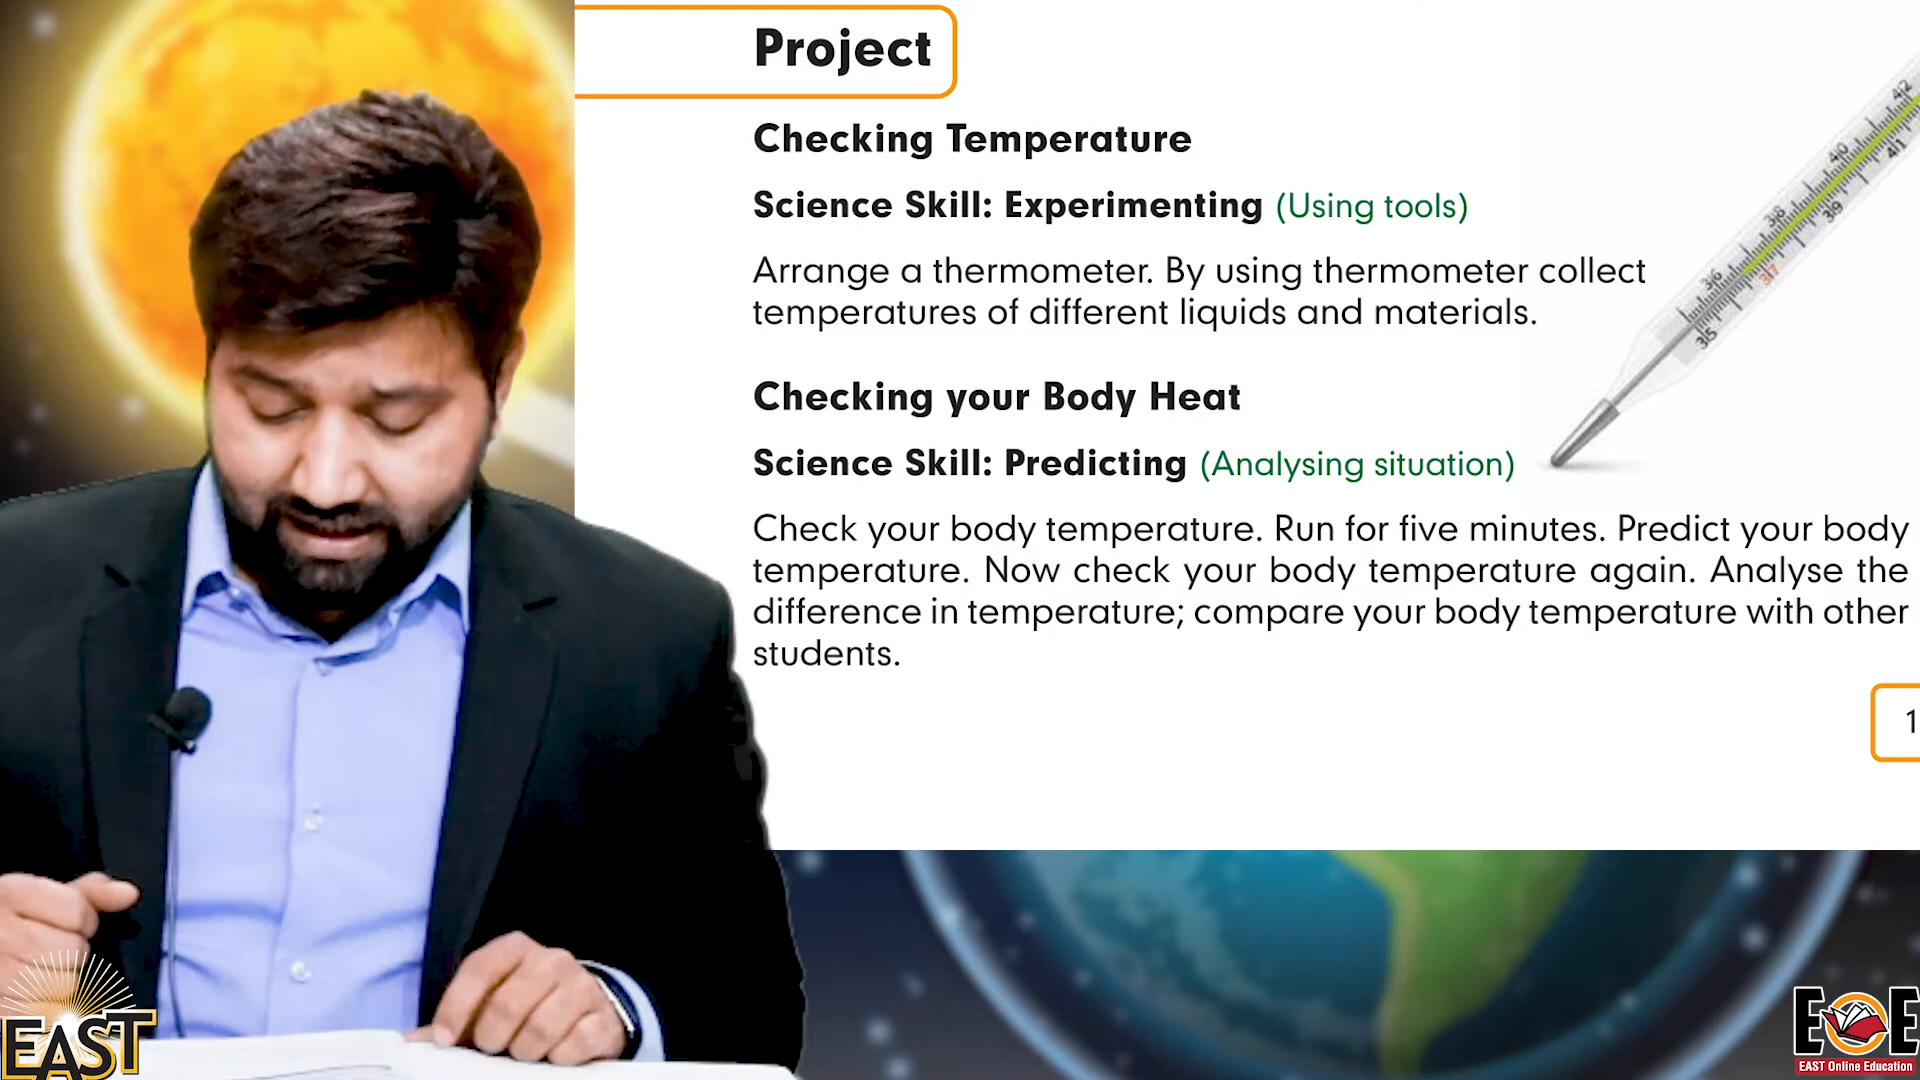 Project
Checking Temperature
Science Skill: Experimenting (Using tools)
Arrange a thermometer. By using thermometer collect
temperatures of different liquids and materials.
Checking your Body Heat
Science Skill: Predicting (Analysing situation)
Check your body temperature. Run for five minutes. Predict your body
temperature. Now check your body temperature again. Analyse the
difference in temperature; compare your body temperature with other
students.
42
41
40
39
38
37
36
35
1
EAST
EOE
EAST Online Education